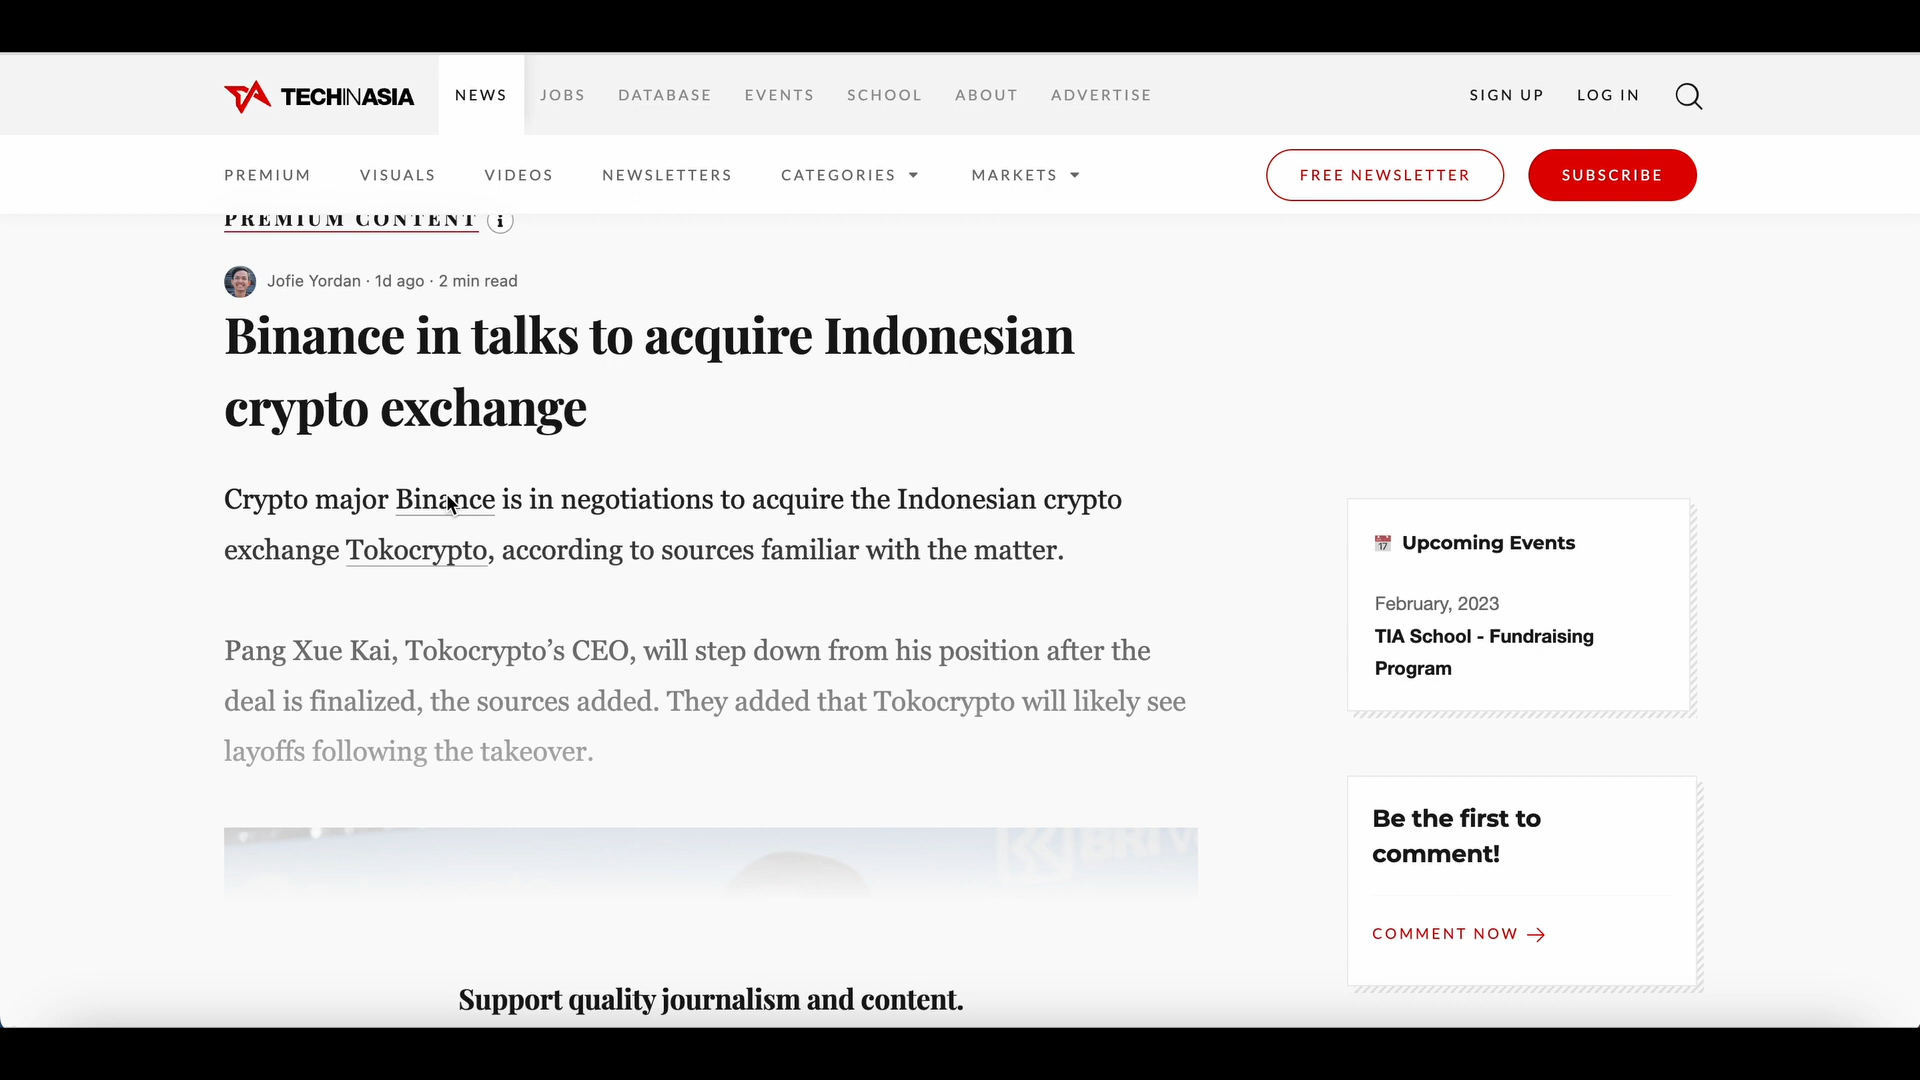 TECHINASIA
NEWS
JOBS
DATABASE
EVENTS
SCHOOL
ABOUT
ADVERTISE
SIGN UP
LOG IN
PREMIUM
VISUALS
VIDEOS
NEWSLETTERS
CATEGORIES
MARKETS
FREE NEWSLETTER
SUBSCRIBE
PREMIUM CONTENT i
Jofie Yordan · 1d ago · 2 min read
Binance in talks to acquire Indonesian
crypto exchange
Crypto major Binance is in negotiations to acquire the Indonesian crypto
exchange Tokocrypto, according to sources familiar with the matter.
Pang Xue Kai, Tokocrypto’s CEO, will step down from his position after the
deal is finalized, the sources added. They added that Tokocrypto will likely see
layoffs following the takeover.
Support quality journalism and content.
17 Upcoming Events
February, 2023
TIA School - Fundraising
Program
Be the first to
comment!
COMMENT NOW →